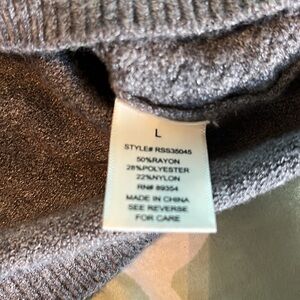 L
STYLE# RSS35045
50%RAYON
28%POLYESTER
22%NYLON
RN# 89354
MADE IN CHINA
SEE REVERSE
FOR CARE